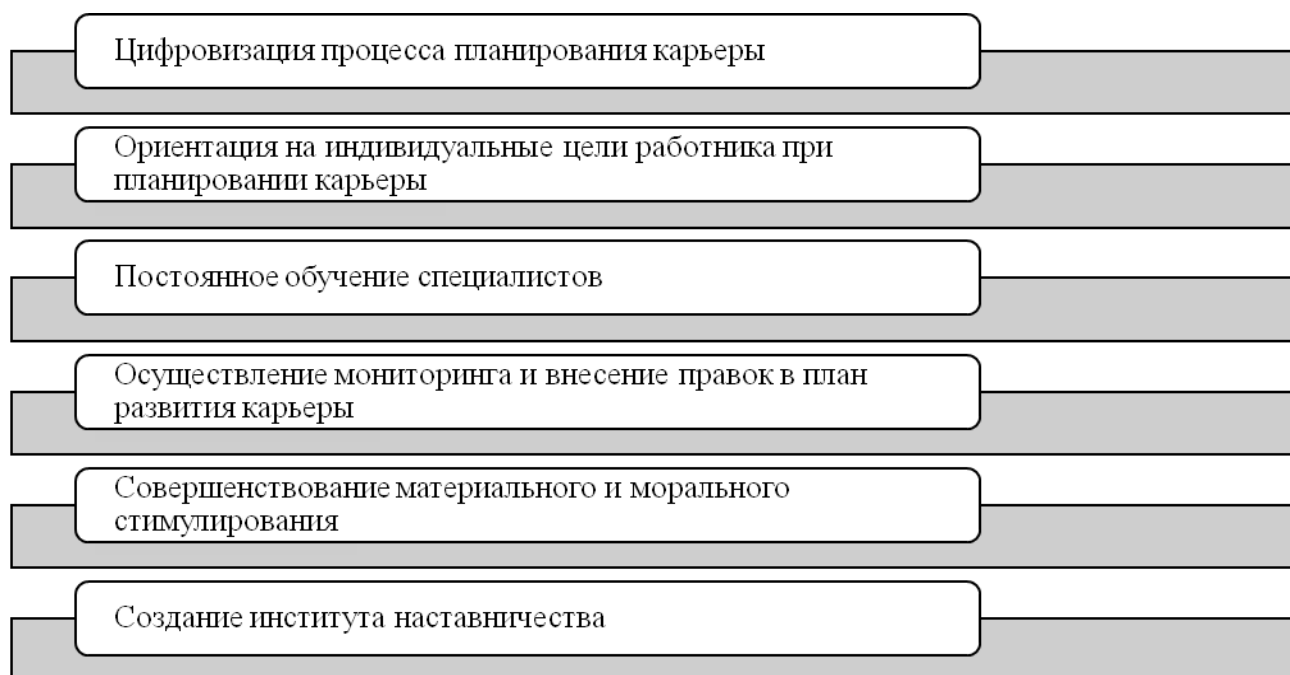 Цифровизация процесса планирования карьеры
Ориентация на индивидуальные цели работника при
планировании карьеры
Постоянное обучение специалистов
Осуществление мониторинга и внесение правок в план
развития карьеры
Совершенствование материального и морального
стимулирования
Создание института наставничества